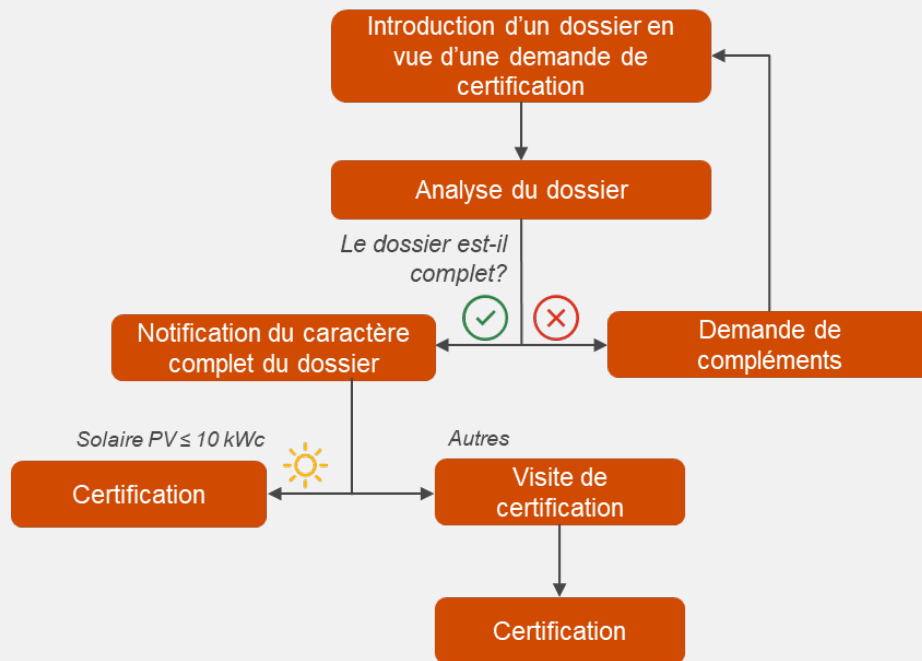 Introduction d'un dossier en
vue d'une demande de
certification
Analyse du dossier
Le dossier est-il
complet?
Notification du caractère
complet du dossier
Demande de
compléments
Solaire PV ≤ 10 kWc
Autres
Certification
Visite de
certification
Certification